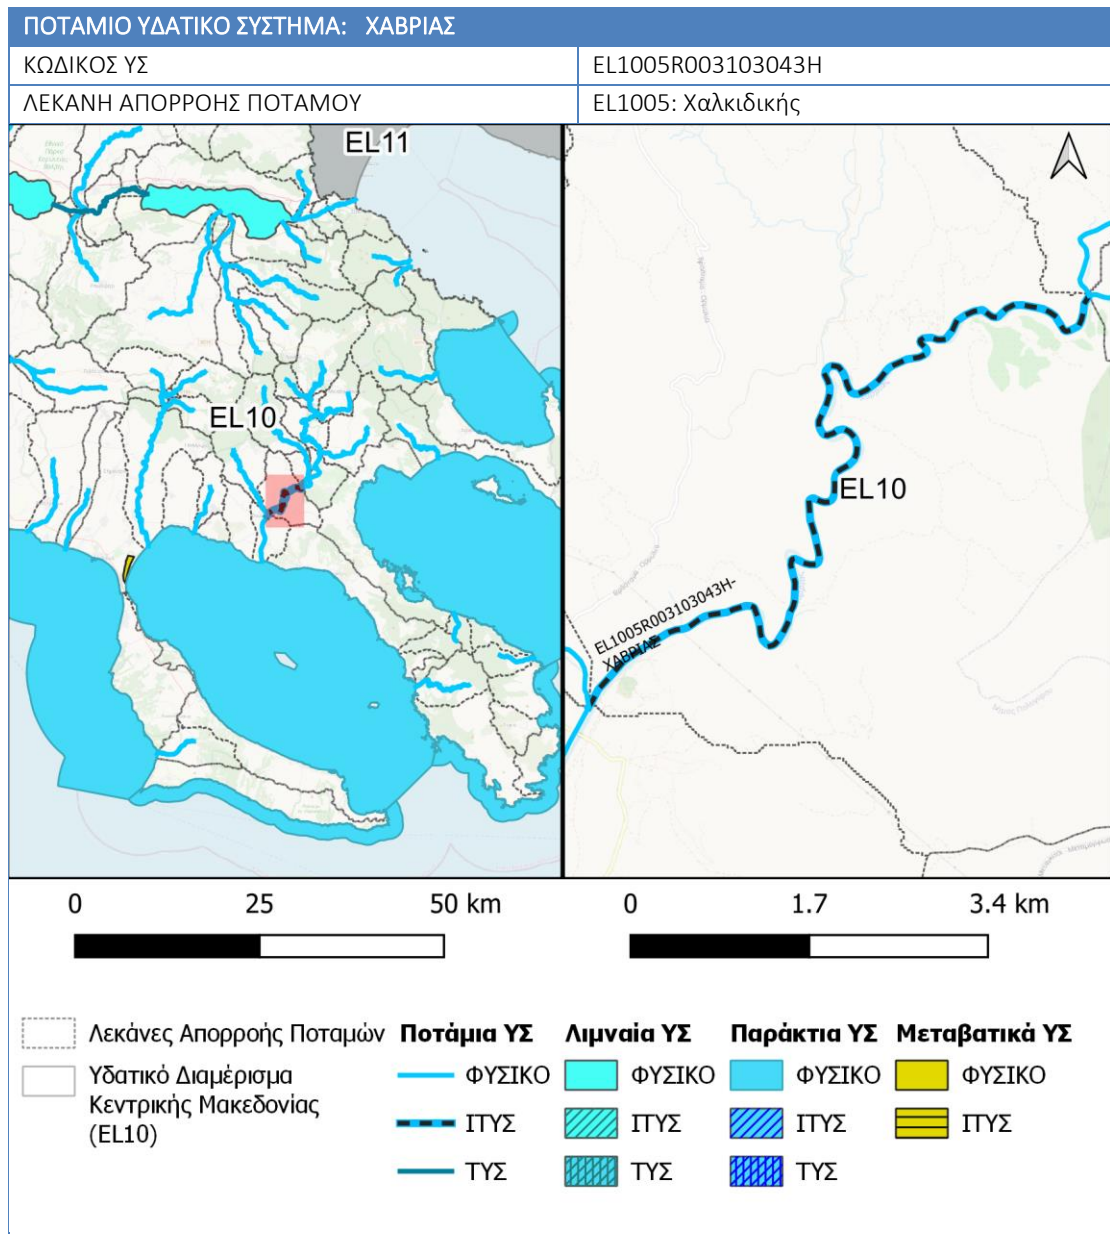 ΠΟΤΑΜΙΟ ΥΔΑΤΙΚΟ ΣΥΣΤΗΜΑ: ΧΑΒΡΙΑΣ
ΚΩΔΙΚΟΣ ΥΣ EL1005R003103043H
ΛΕΚΑΝΗ ΑΠΟΡΡΟΗΣ ΠΟΤΑΜΟΥ EL1005: Χαλκιδικής
EL11
EL10
EL10
EL1005R003103043H-
ΧΑΒΡΙΑΣ
0 25 50 km
0 1.7 3.4 km
Λεκάνες Απορροής Ποταμών
Υδατικό Διαμέρισμα
Κεντρικής Μακεδονίας
(EL10)
Ποτάμια ΥΣ
ΦΥΣΙΚΟ
ΙΤΥΣ
ΤΥΣ
Λιμναία ΥΣ
ΦΥΣΙΚΟ
ΙΤΥΣ
ΤΥΣ
Παράκτια ΥΣ
ΦΥΣΙΚΟ
ΙΤΥΣ
ΤΥΣ
Μεταβατικά ΥΣ
ΦΥΣΙΚΟ
ΙΤΥΣ